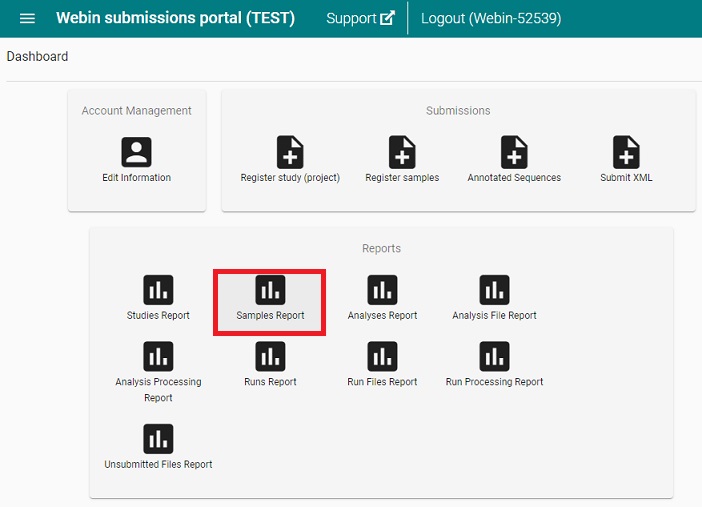 Webin submissions portal (TEST) Support Logout (Webin-52539)
Dashboard
Account Management
Edit Information
Submissions
Register study (project) Register samples Annotated Sequences Submit XML
Reports
Studies Report Samples Report Analyses Report Analysis File Report
Analysis Processing Report Runs Report Run Files Report Run Processing Report
Unsubmitted Files Report